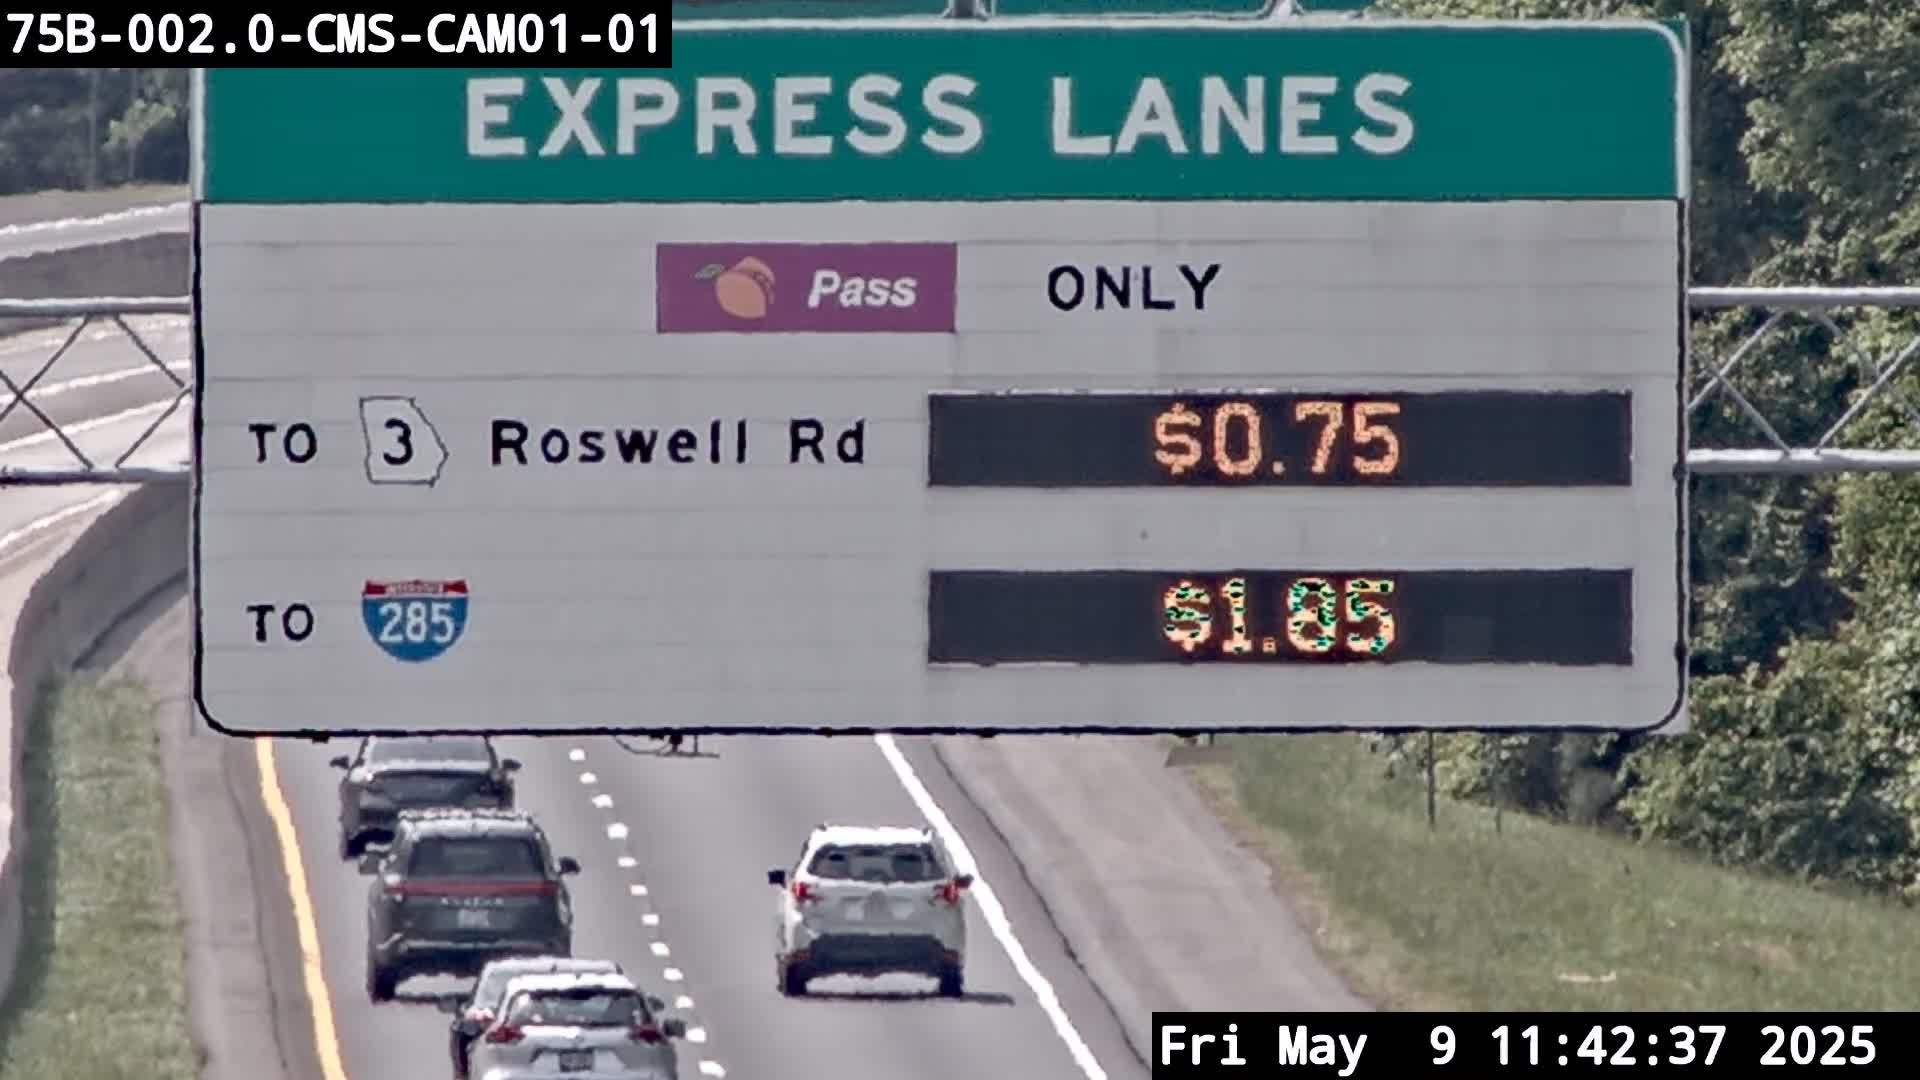 75B-002.0-CMS-CAM01-01
EXPRESS LANES
Pass ONLY
TO 3 Roswell Rd $0.75
TO 285 $1.85
Fri May 9 11:42:37 2025